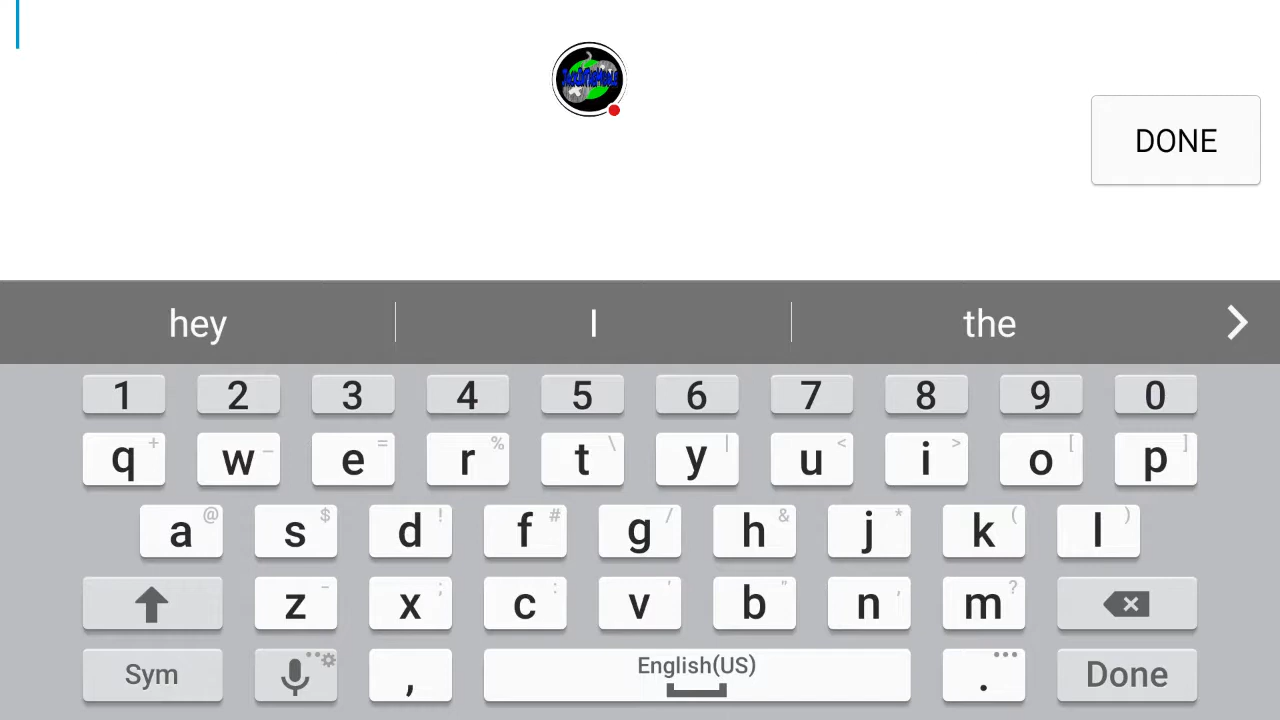 DONE
hey I the
1 2 3 4 5 6 7 8 9 0
q + w _ e = r % t \ y | u < i > o [ p ]
a @ s $ d ! f # g / h & j * k ( l )
z - x ; c : v ' b " n , m ?
Sym , English(US) . Done